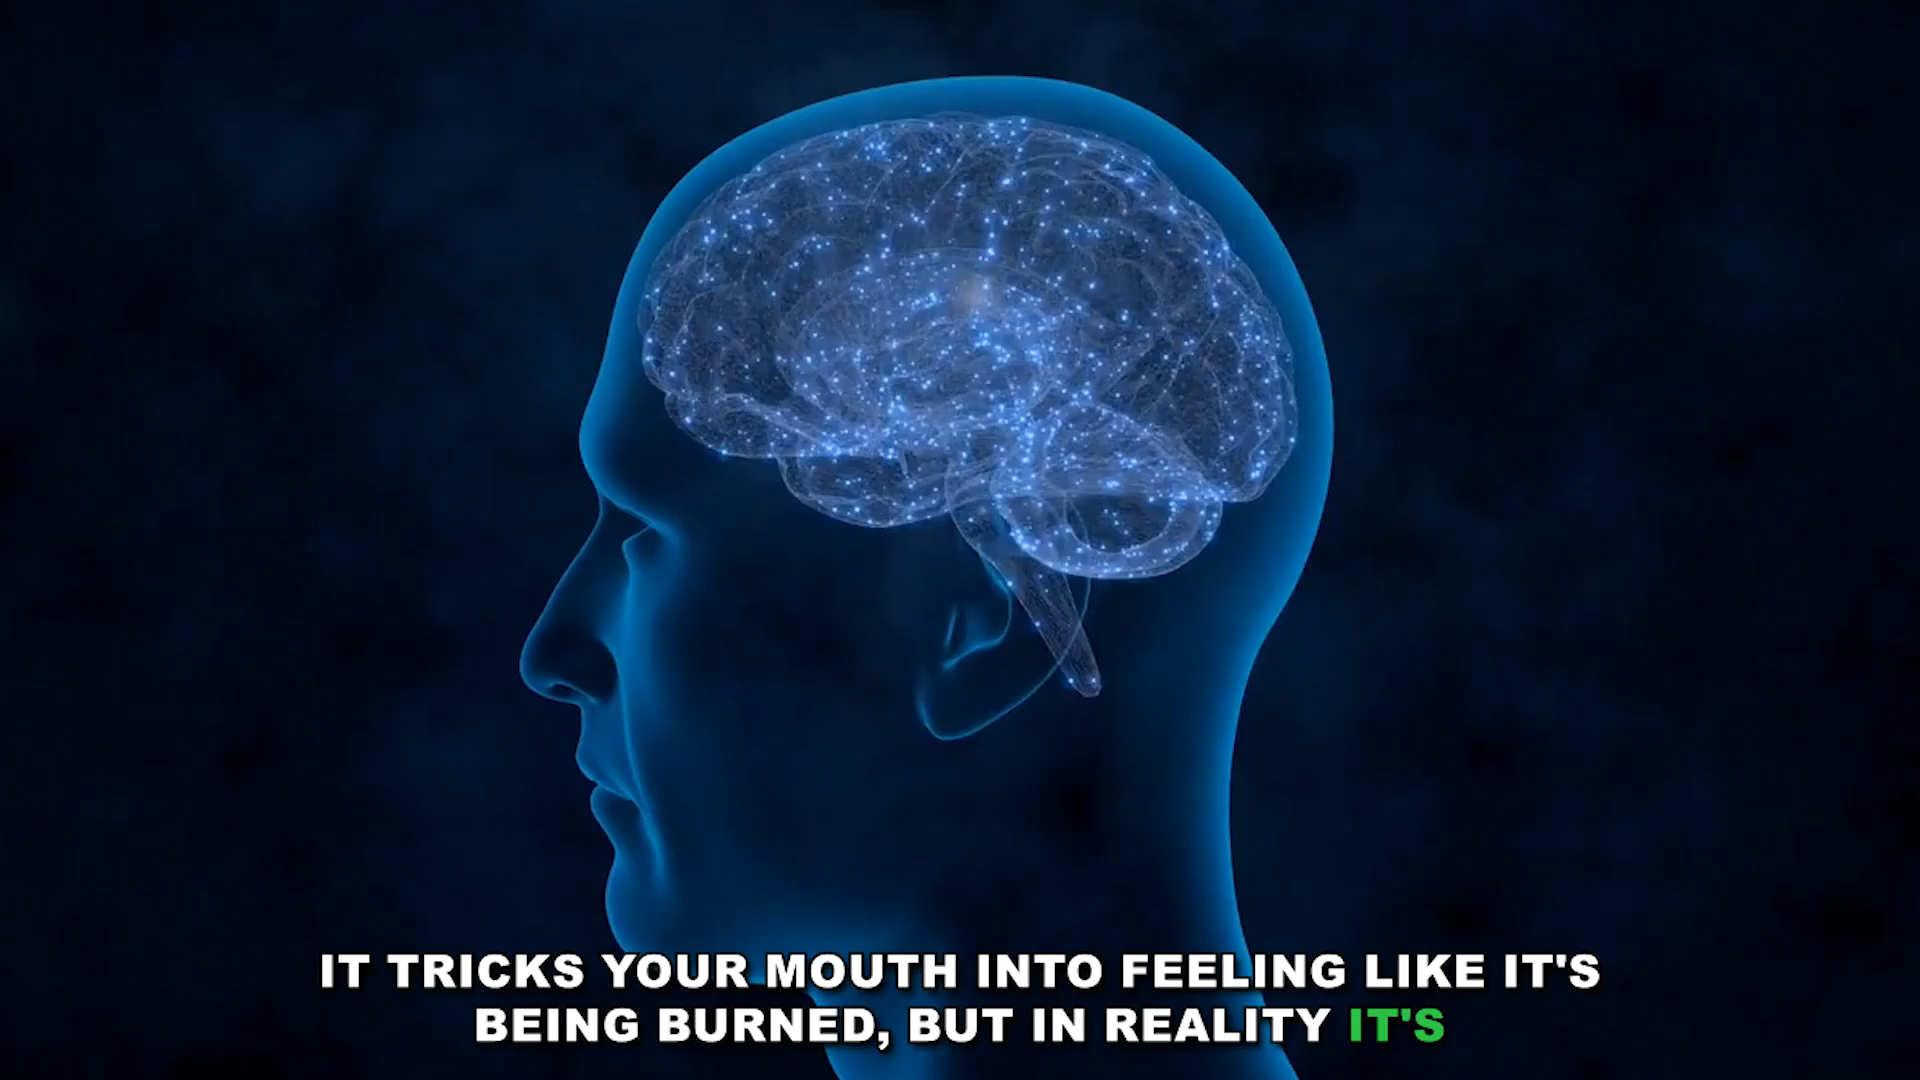 IT TRICKS YOUR MOUTH INTO FEELING LIKE IT'S
BEING BURNED, BUT IN REALITY IT'S